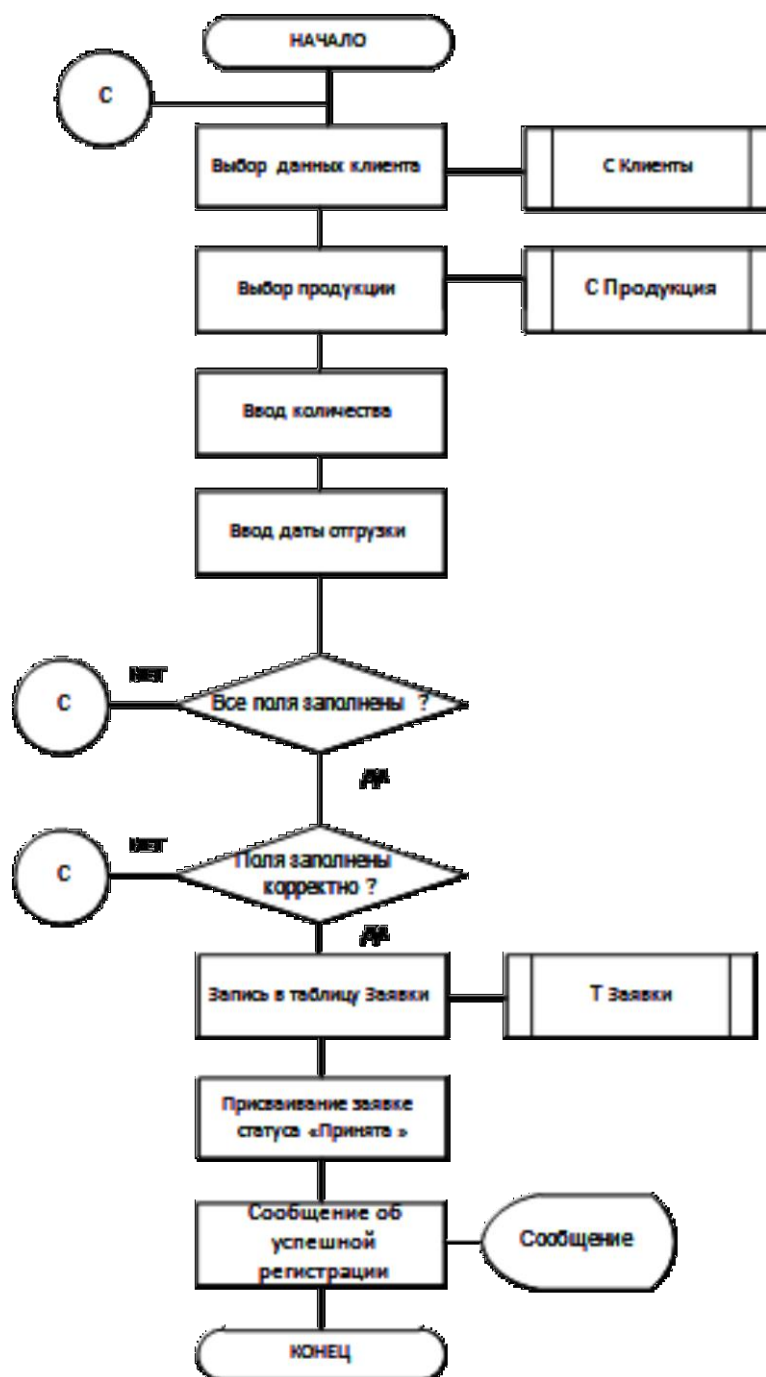 НАЧАЛО
С
Выбор данных клиента
С Клиенты
Выбор продукции
С Продукция
Ввод количества
Ввод даты отгрузки
НЕТ
С
Все поля заполнены ?
ДА
НЕТ
С
Поля заполнены
корректно ?
ДА
Запись в таблицу Заявки
Т Заявки
Присваивание заявке
статуса «Принята »
Сообщение об
успешной
регистрации
Сообщение
КОНЕЦ